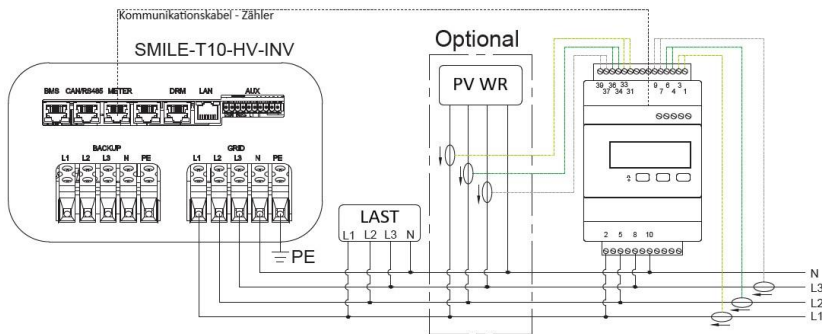 Kommunikationskabel - Zähler
SMILE-T10-HV-INV
BMS CAN/RS485 METER DRM LAN AUX
BACKUP
L1 L2 L3 N PE
GRID
L1 L2 L3 N PE
PE
LAST
L1 L2 L3 N
Optional
PV WR
39 36 33 9 6 3
37 34 31 7 4 1
2 5 8 10
N
L3
L2
L1